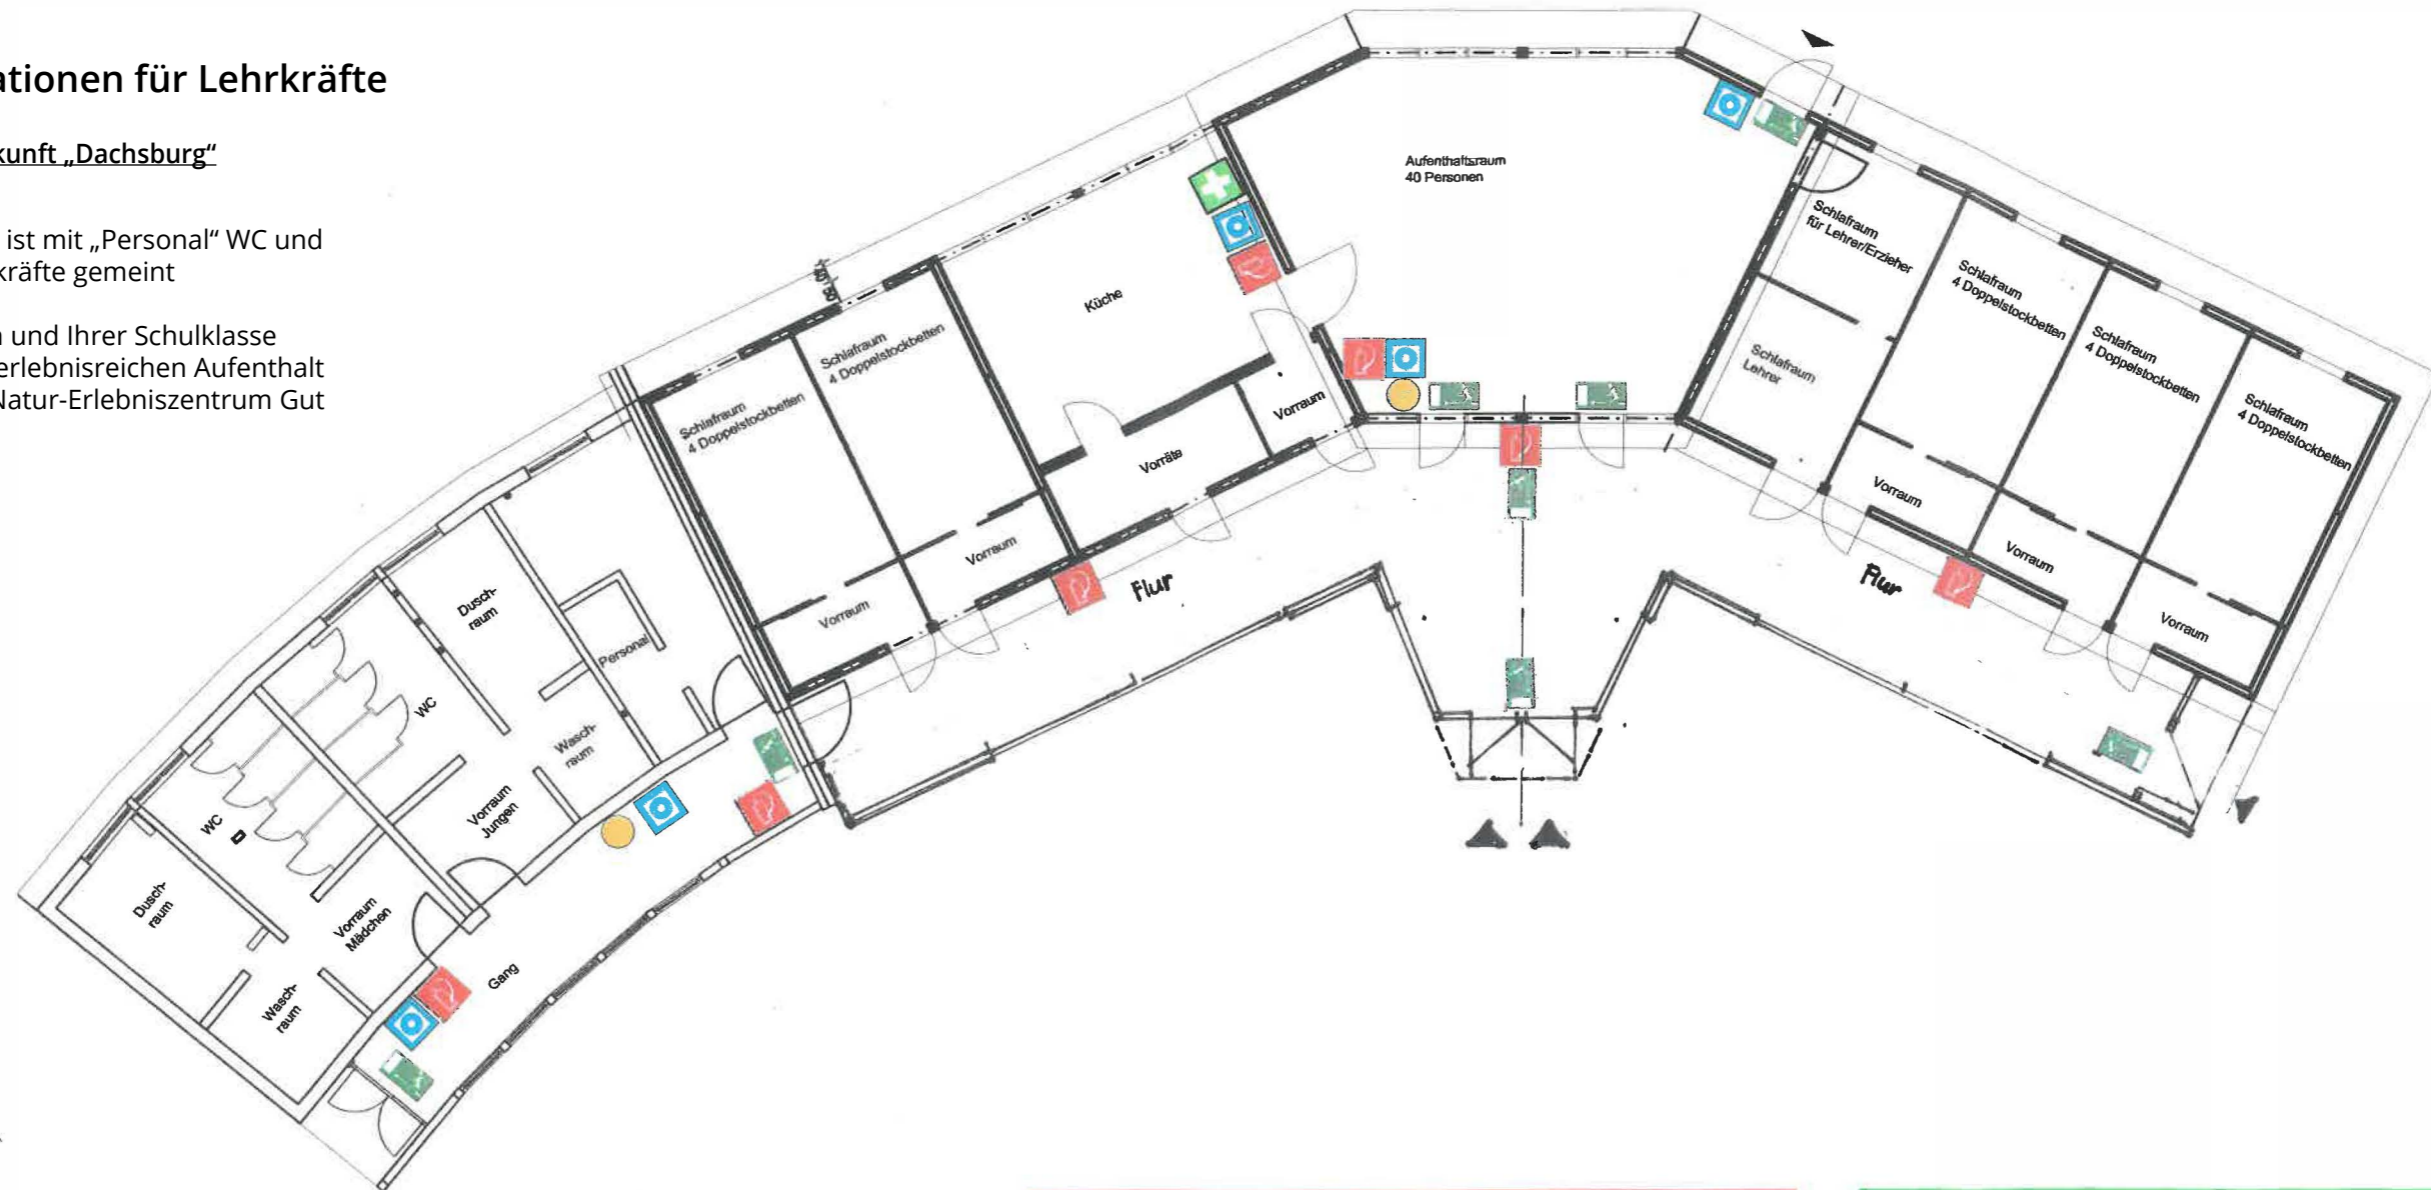 ationen für Lehrkräfte
kunft „Dachsburg“
ist mit „Personal“ WC und
kräfte gemeint
und Ihrer Schulklasse
erlebnisreichen Aufenthalt
Natur-Erlebniszentrum Gut
Aufenthaltsraum
40 Personen
Küche
Schlafraum
4 Doppelstockbetten
Schlafraum
4 Doppelstockbetten
Vorraum
Vorräte
Vorraum
Vorraum
Flur
Schlafraum
für Lehrer/Erzieher
Schlafraum
Lehrer
Schlafraum
4 Doppelstockbetten
Schlafraum
4 Doppelstockbetten
Schlafraum
4 Doppelstockbetten
Vorraum
Vorraum
Vorraum
Flur
Dusch-
raum
Personal
WC
Wasch-
raum
Vorraum
Jungen
WC
Dusch-
raum
Vorraum
Mädchen
Wasch-
raum
Gang